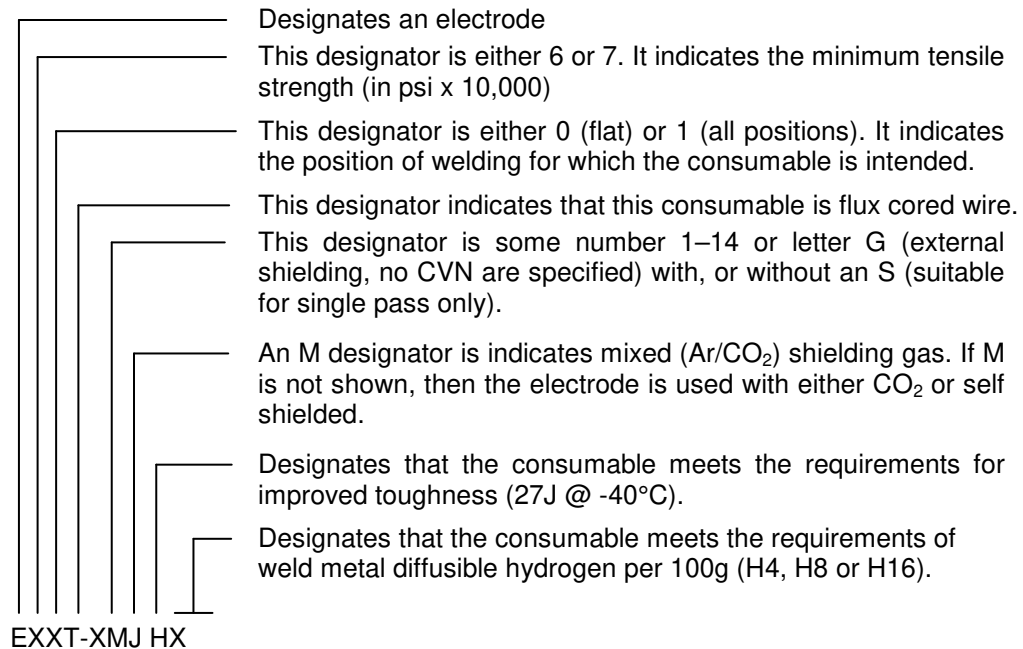 Designates an electrode
This designator is either 6 or 7. It indicates the minimum tensile
strength (in psi x 10,000)
This designator is either 0 (flat) or 1 (all positions). It indicates
the position of welding for which the consumable is intended.
This designator indicates that this consumable is flux cored wire.
This designator is some number 1–14 or letter G (external
shielding, no CVN are specified) with, or without an S (suitable
for single pass only).
An M designator is indicates mixed (Ar/CO₂) shielding gas. If M
is not shown, then the electrode is used with either CO₂ or self
shielded.
Designates that the consumable meets the requirements for
improved toughness (27J @ -40°C).
Designates that the consumable meets the requirements of
weld metal diffusible hydrogen per 100g (H4, H8 or H16).
EXXT-XMJ HX